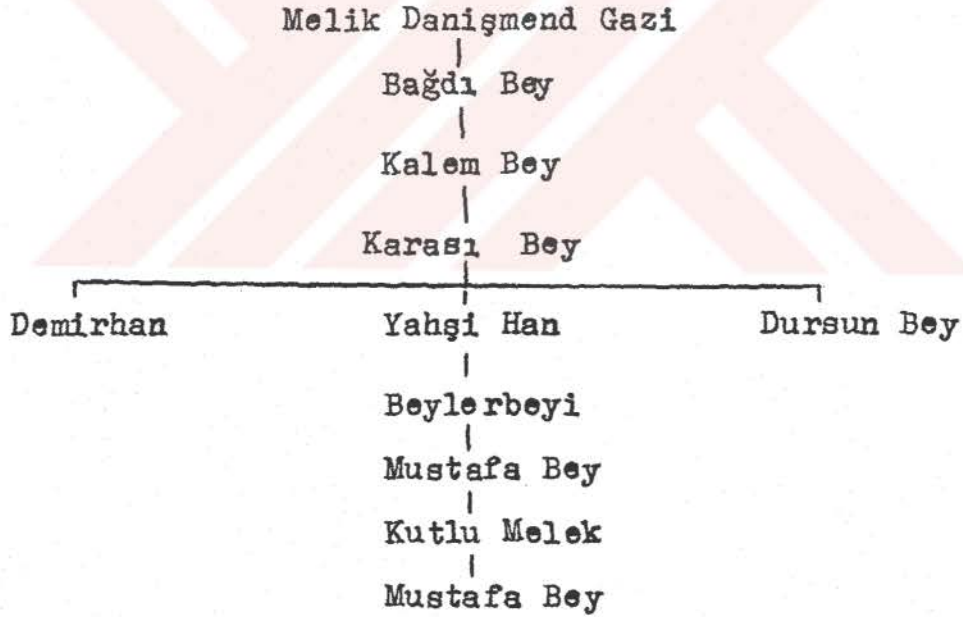 Melik Danişmend Gazi
Bağdı Bey
Kalem Bey
Karası Bey
Demirhan Yahşi Han Dursun Bey
Beylerbeyi
Mustafa Bey
Kutlu Melek
Mustafa Bey